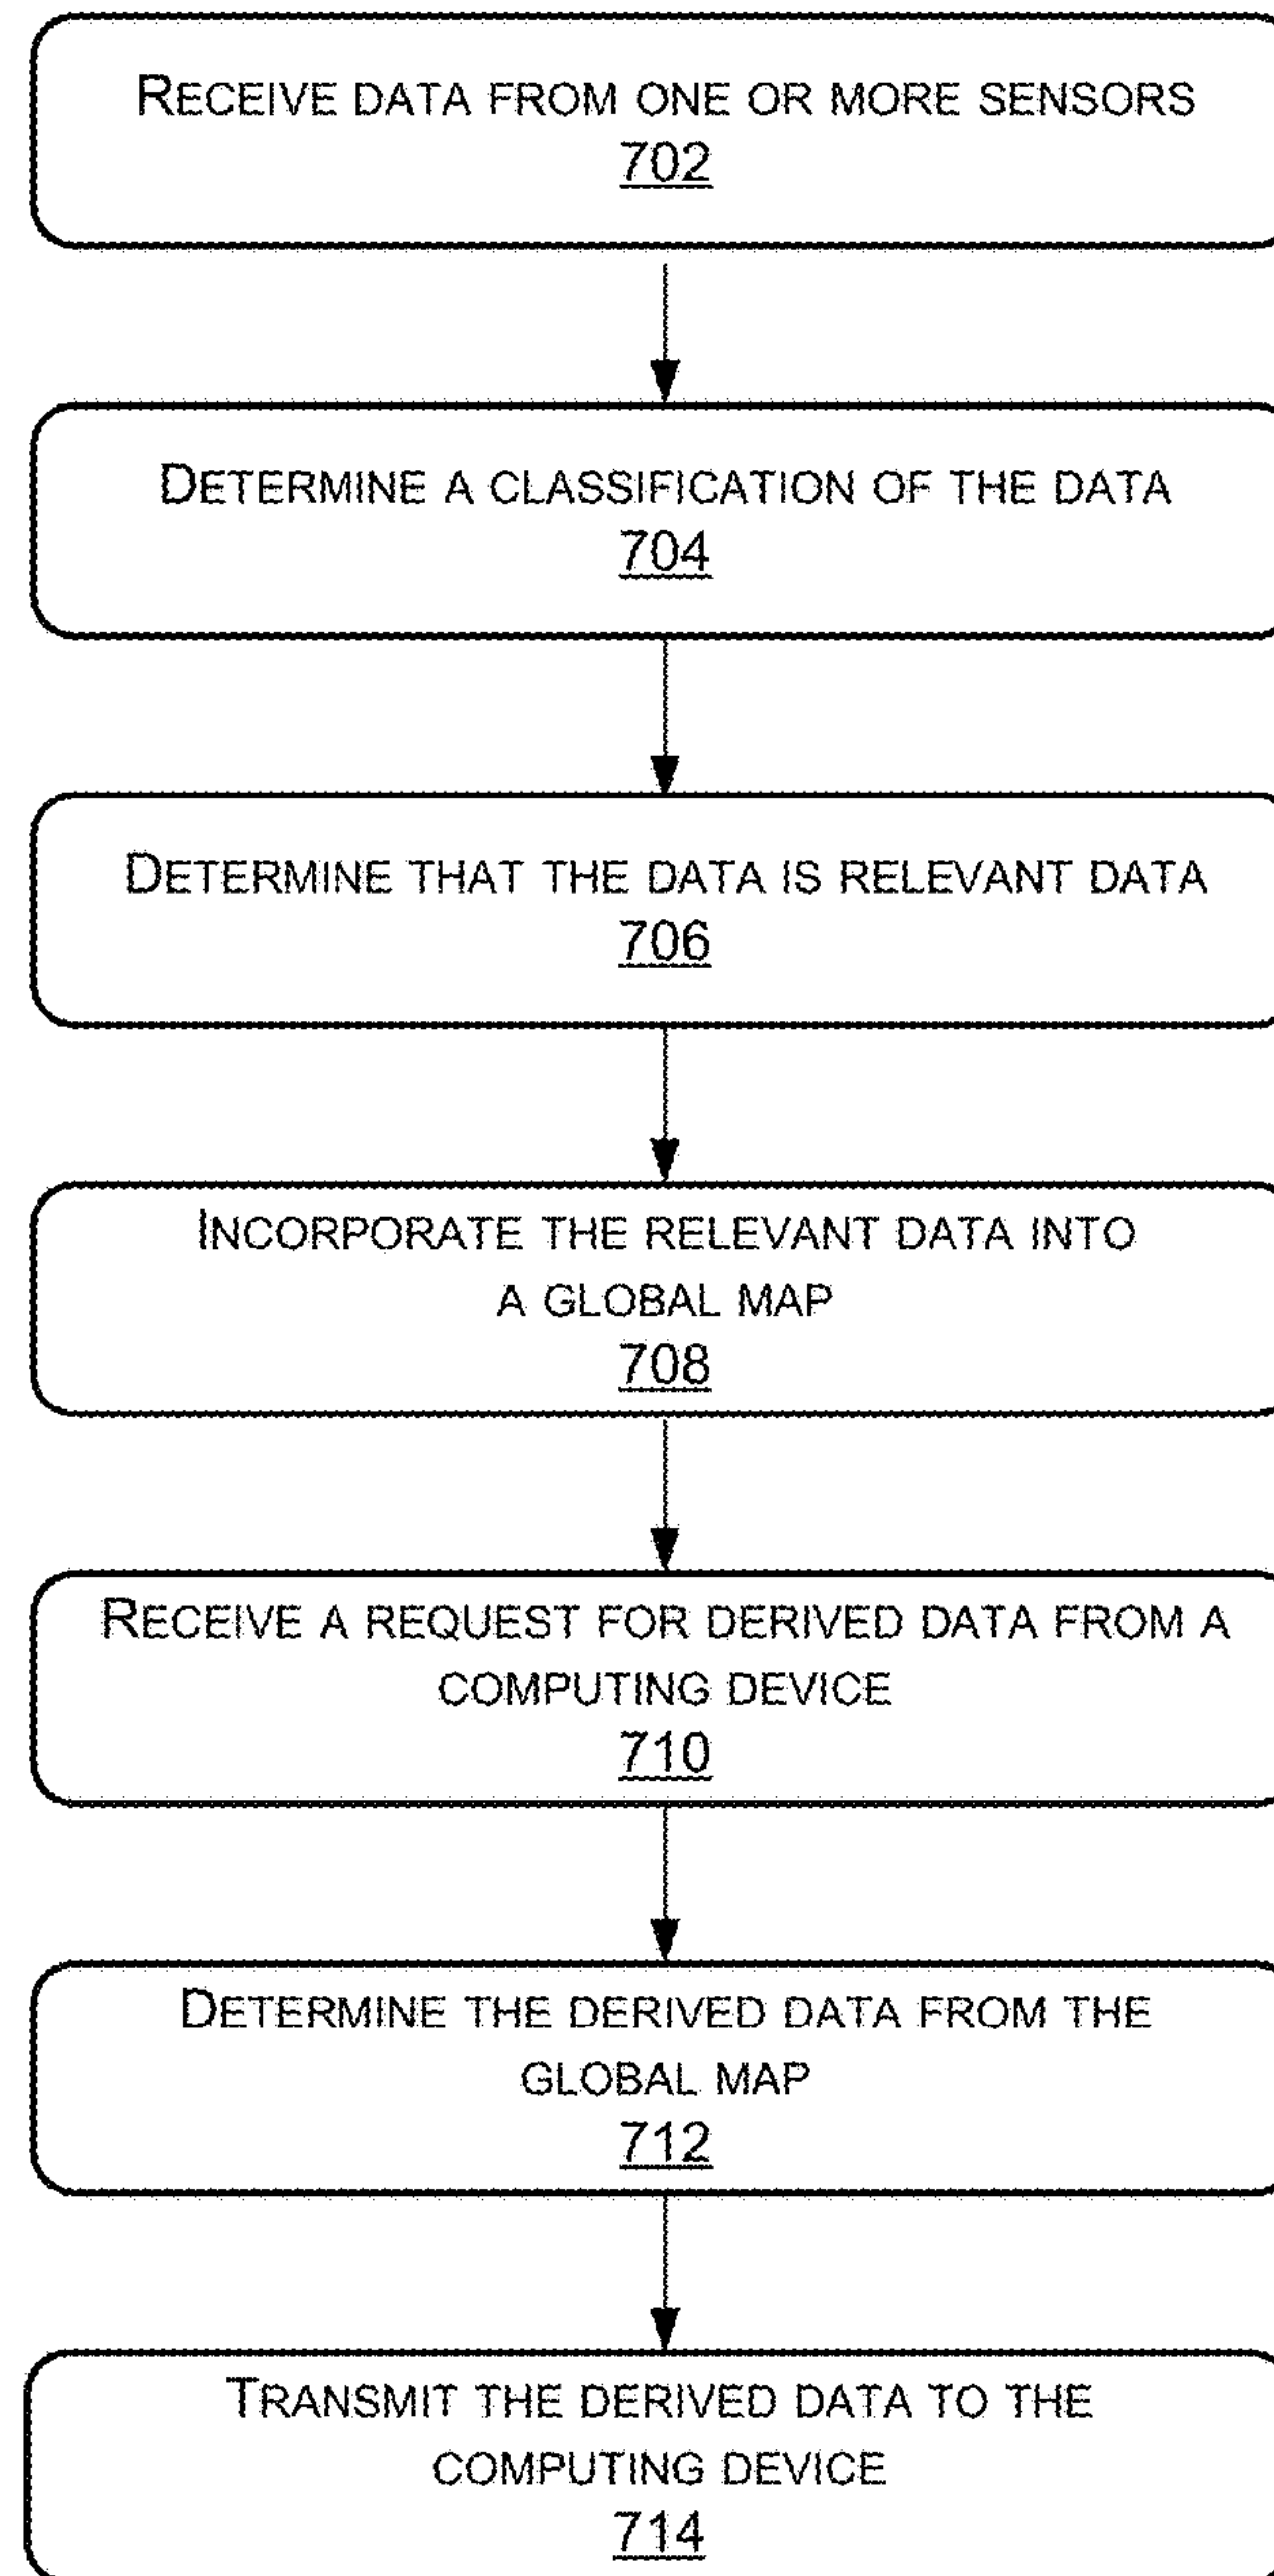 RECEIVE DATA FROM ONE OR MORE SENSORS
702
DETERMINE A CLASSIFICATION OF THE DATA
704
DETERMINE THAT THE DATA IS RELEVANT DATA
706
INCORPORATE THE RELEVANT DATA INTO
A GLOBAL MAP
708
RECEIVE A REQUEST FOR DERIVED DATA FROM A
COMPUTING DEVICE
710
DETERMINE THE DERIVED DATA FROM THE
GLOBAL MAP
712
TRANSMIT THE DERIVED DATA TO THE
COMPUTING DEVICE
714